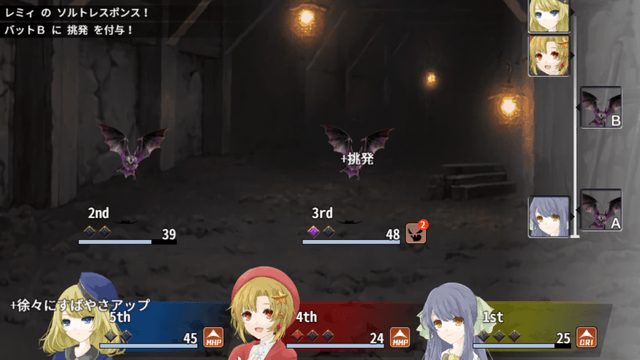 レミィ の ソルトレスポンス！
バットＢ に 挑発 を付与！
B
+挑発
2nd
39
3rd
48
2
A
+徐々にすばやさアップ
5th
45
MHP
4th
24
MHP
1st
25
CRI